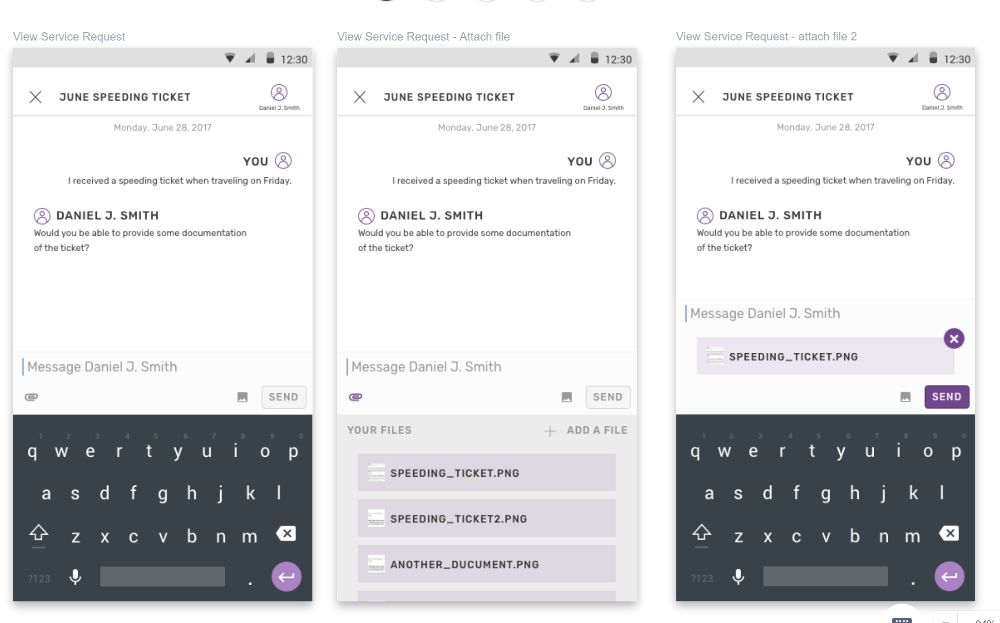 View Service Request
12:30
JUNE SPEEDING TICKET
Daniel J. Smith
Monday, June 28, 2017
YOU
I received a speeding ticket when traveling on Friday.
DANIEL J. SMITH
Would you be able to provide some documentation
of the ticket?
Message Daniel J. Smith
SEND
1 2 3 4 5 6 7 8 9 0
q w e r t y u i o p
a s d f g h j k l
z x c v b n m
?123 .
View Service Request - Attach file
12:30
JUNE SPEEDING TICKET
Daniel J. Smith
Monday, June 28, 2017
YOU
I received a speeding ticket when traveling on Friday.
DANIEL J. SMITH
Would you be able to provide some documentation
of the ticket?
Message Daniel J. Smith
SEND
YOUR FILES + ADD A FILE
SPEEDING_TICKET.PNG
SPEEDING_TICKET2.PNG
ANOTHER_DUCUMENT.PNG
View Service Request - attach file 2
12:30
JUNE SPEEDING TICKET
Daniel J. Smith
Monday, June 28, 2017
YOU
I received a speeding ticket when traveling on Friday.
DANIEL J. SMITH
Would you be able to provide some documentation
of the ticket?
Message Daniel J. Smith
SPEEDING_TICKET.PNG
SEND
1 2 3 4 5 6 7 8 9 0
q w e r t y u i o p
a s d f g h j k l
z x c v b n m
?123 .